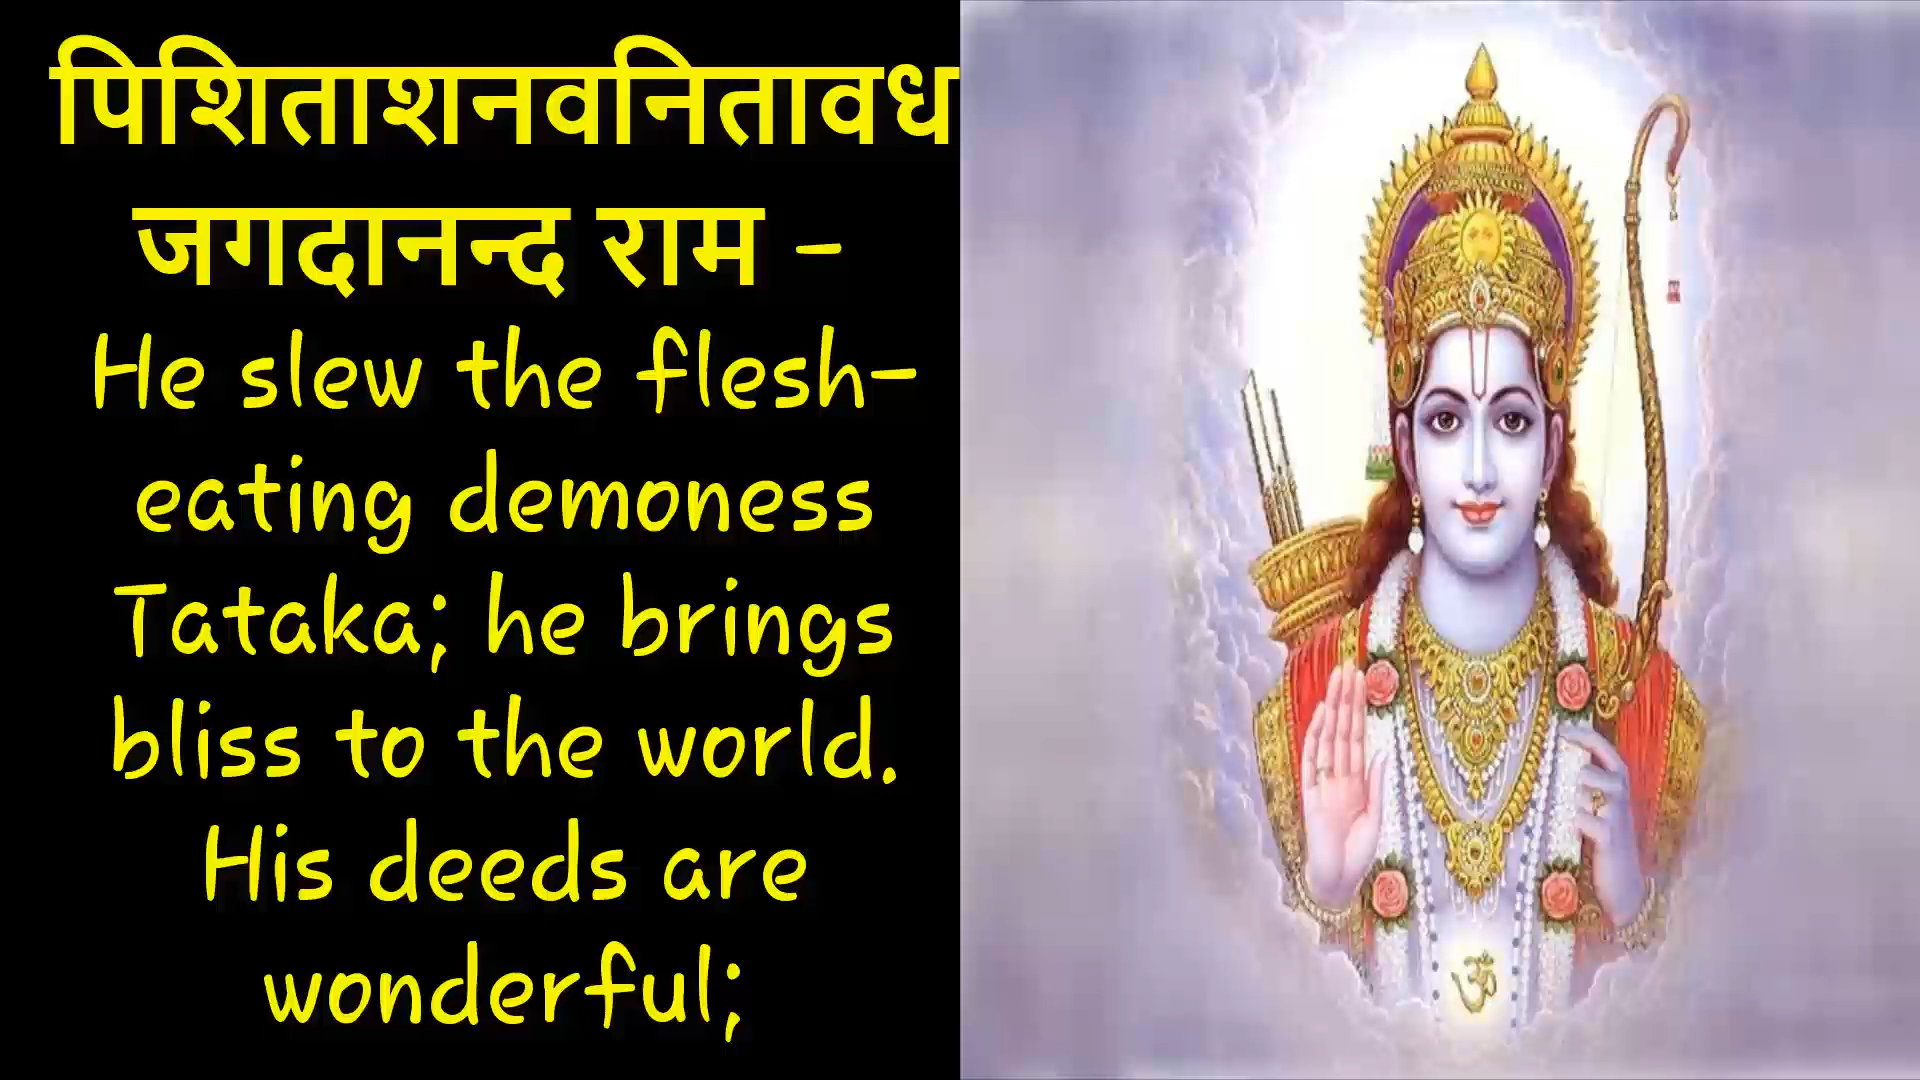 पिशिताशनवनितावध
जगदानन्द राम -
He slew the flesh-
eating demoness
Tataka; he brings
bliss to the world.
His deeds are
wonderful;
ॐ